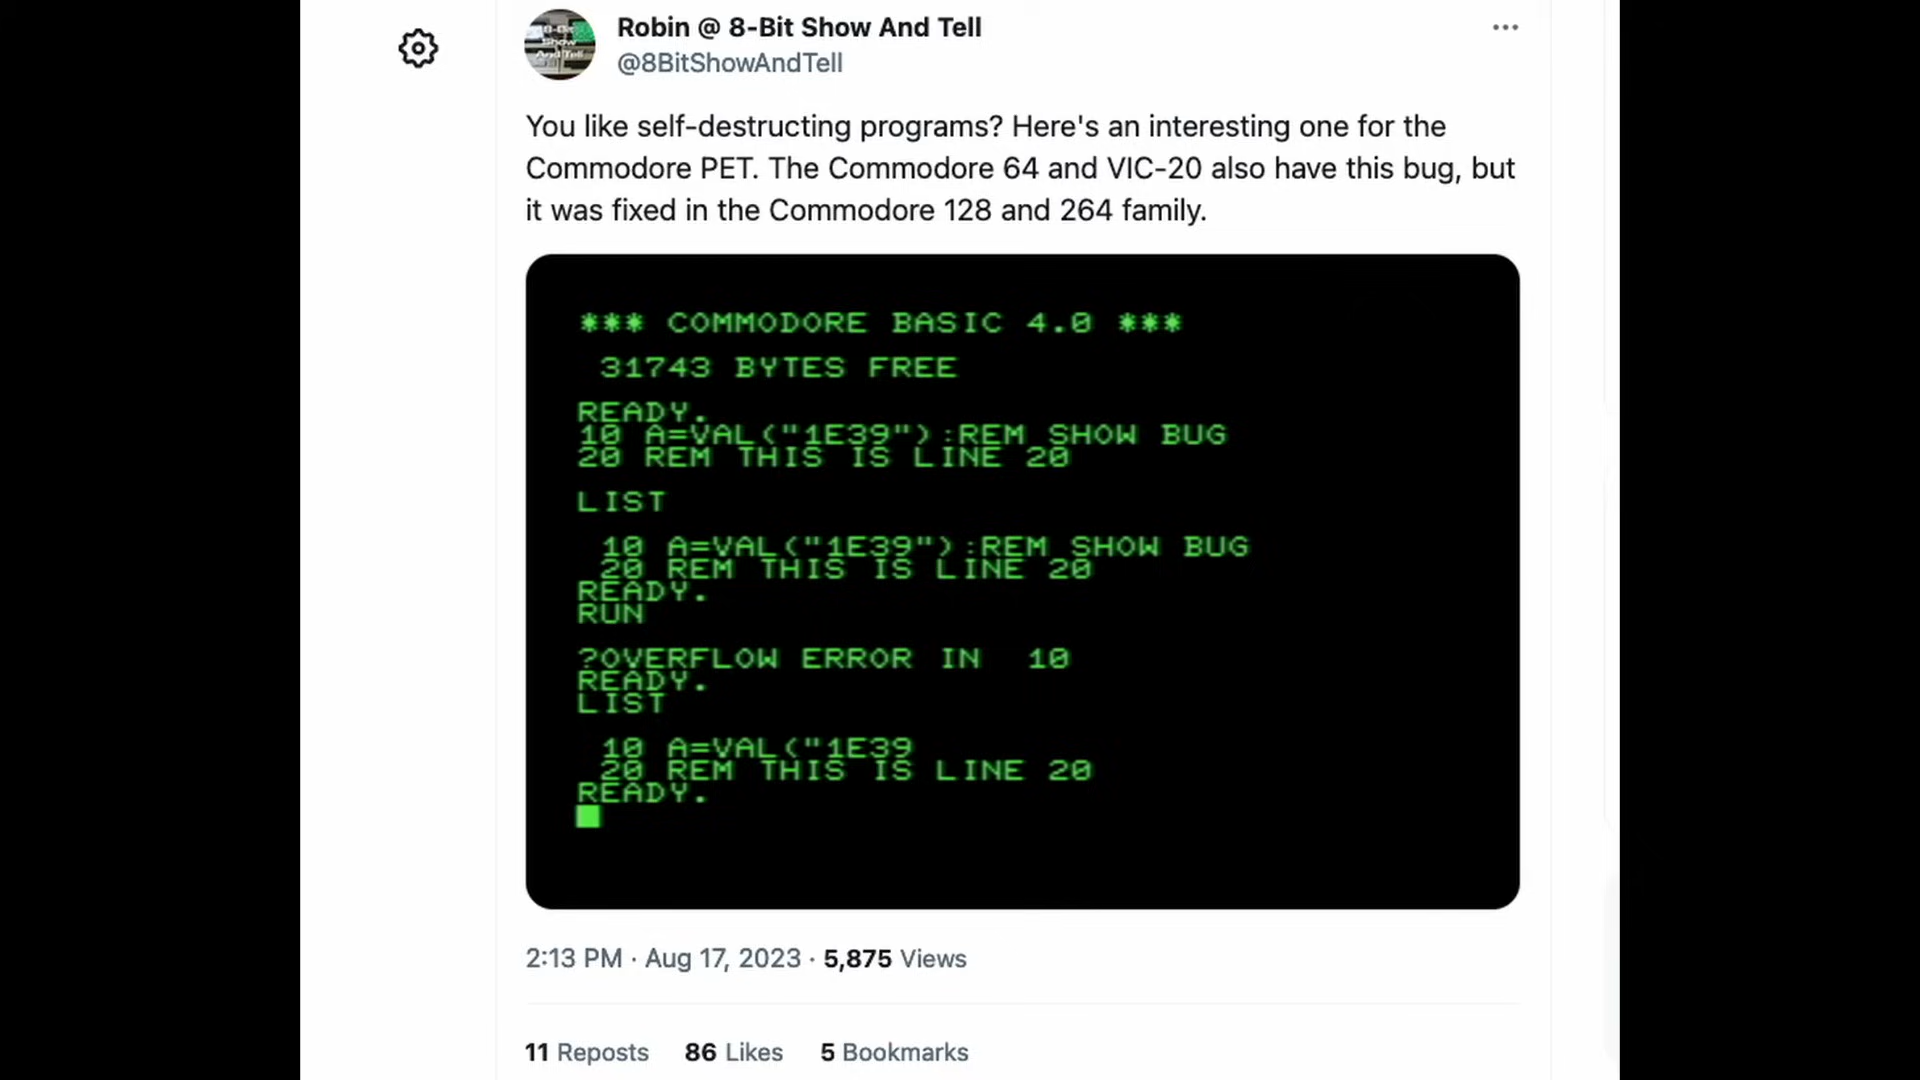 Robin @ 8-Bit Show And Tell
@8BitShowAndTell
You like self-destructing programs? Here's an interesting one for the
Commodore PET. The Commodore 64 and VIC-20 also have this bug, but
it was fixed in the Commodore 128 and 264 family.
*** COMMODORE BASIC 4.0 ***
31743 BYTES FREE
READY.
10 A=VAL("1E39"):REM SHOW BUG
20 REM THIS IS LINE 20
LIST
10 A=VAL("1E39"):REM SHOW BUG
20 REM THIS IS LINE 20
READY.
RUN
?OVERFLOW ERROR IN 10
READY.
LIST
10 A=VAL("1E39
20 REM THIS IS LINE 20
READY.
2:13 PM · Aug 17, 2023 · 5,875 Views
11 Reposts 86 Likes 5 Bookmarks